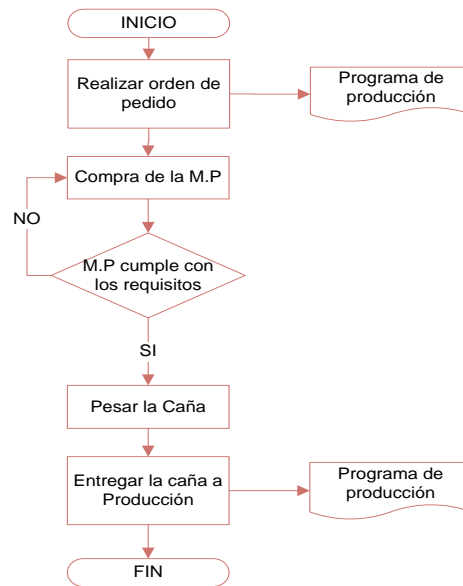 INICIO
Realizar orden de
pedido
Programa de
producción
Compra de la M.P
NO
M.P cumple con
los requisitos
SI
Pesar la Caña
Entregar la caña a
Producción
Programa de
producción
FIN